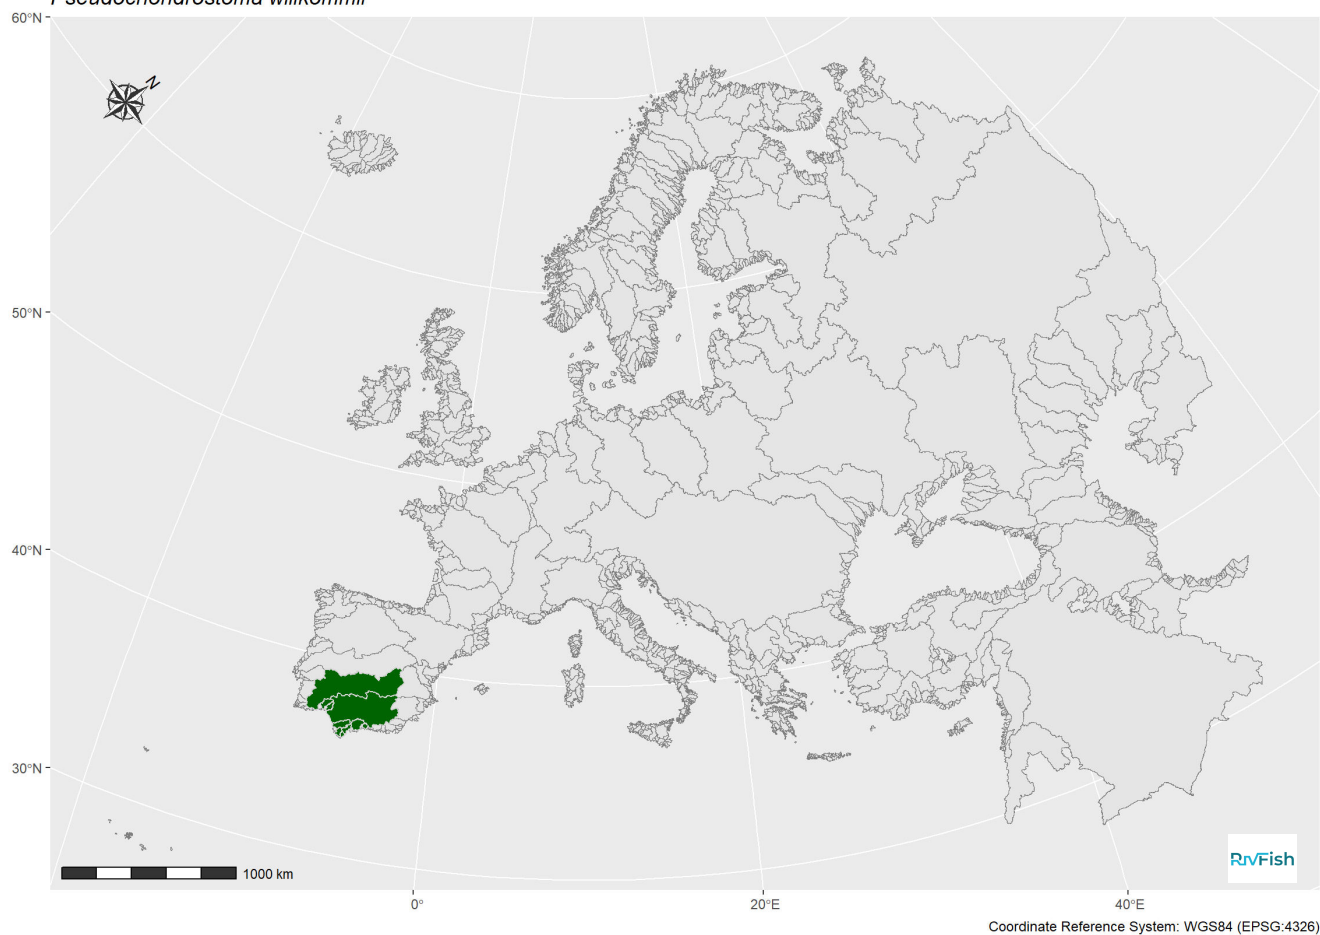 Pseudochondrostoma willkommii
60°N
N
50°N
40°N
30°N
1000 km
RivFish
0°
20°E
40°E
Coordinate Reference System: WGS84 (EPSG:4326)